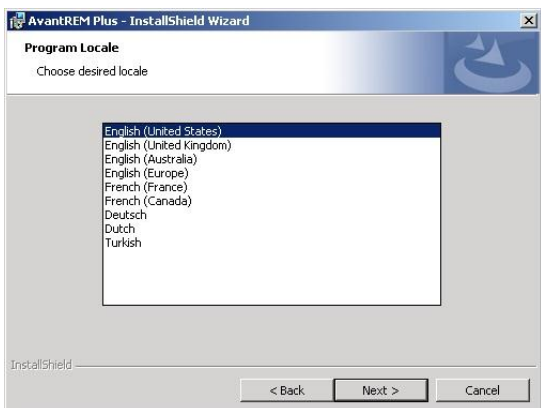 AvantREM Plus - InstallShield Wizard
Program Locale
Choose desired locale
English (United States)
English (United Kingdom)
English (Australia)
English (Europe)
French (France)
French (Canada)
Deutsch
Dutch
Turkish
InstallShield
< Back Next > Cancel